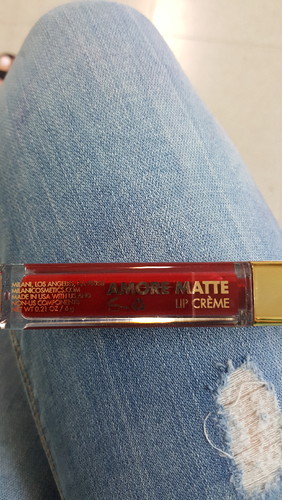 MILANI, LOS ANGELES,
MILANICOSMETICS.COM
MADE IN USA WITH US AND
NON-US COMPONENTS
NET WT 0.21 OZ / 6 g
AMORE MATTE
LIP CRÈME